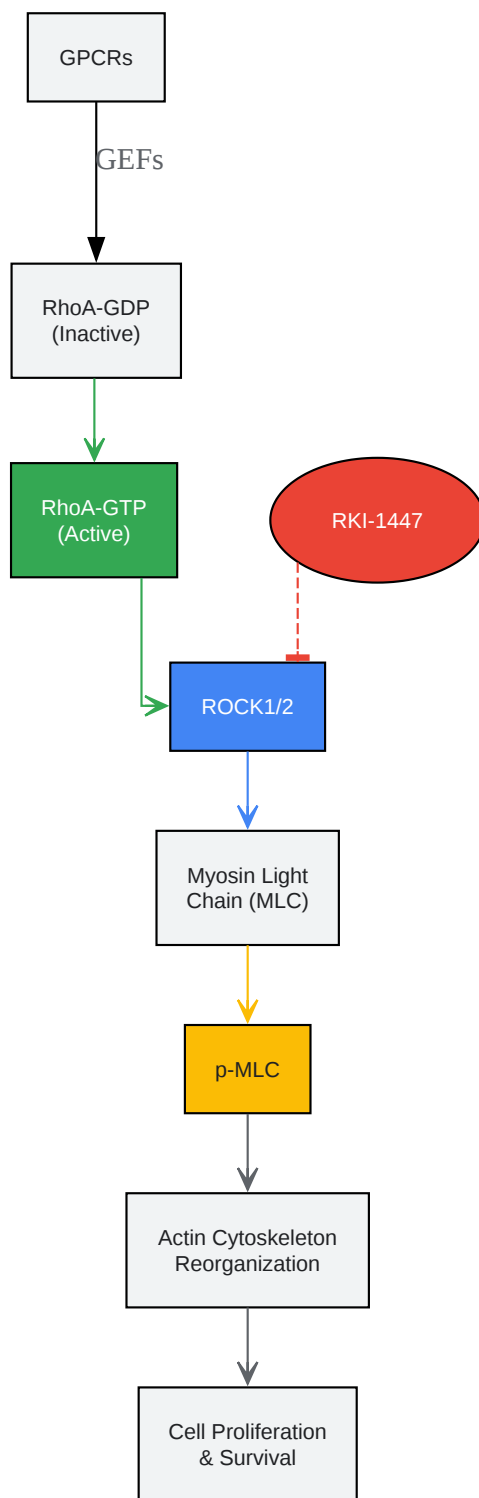 GPCRs
GEFs
RhoA-GDP
(Inactive)
RhoA-GTP
(Active)
RKI-1447
ROCK1/2
Myosin Light
Chain (MLC)
p-MLC
Actin Cytoskeleton
Reorganization
Cell Proliferation
& Survival